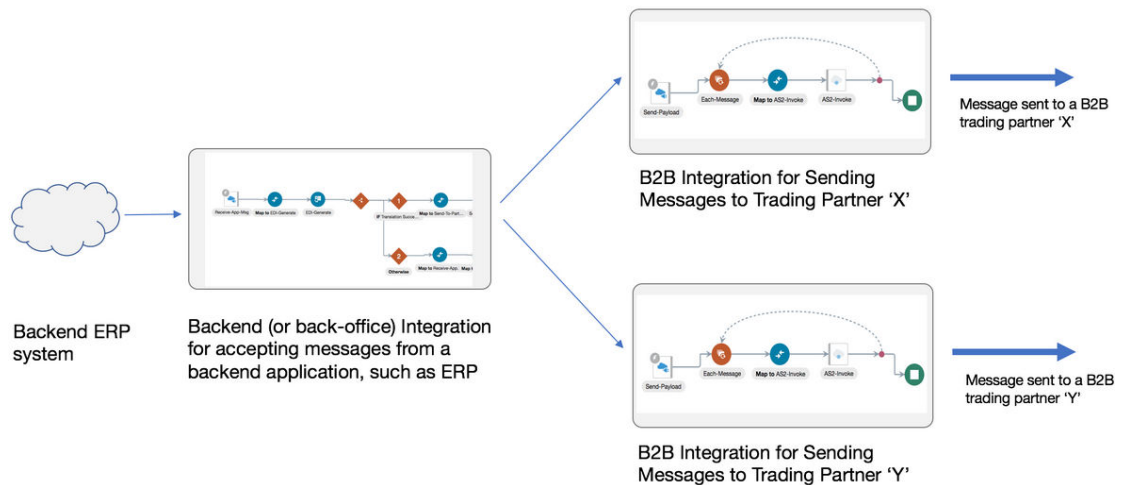 Send-Payload
Each-Message
Map to AS2-Invoke
AS2-Invoke
Message sent to a B2B
trading partner ‘X’
B2B Integration for Sending
Messages to Trading Partner ‘X’
Receive-App-Msg
Map to EDI-Generate
EDI-Generate
1
IF Translation Succe...
Map to Send-To-Part...
2
Otherwise
Map to Receive-App...
Map t
Backend ERP
system
Backend (or back-office) Integration
for accepting messages from a
backend application, such as ERP
Send-Payload
Each-Message
Map to AS2-Invoke
AS2-Invoke
Message sent to a B2B
trading partner ‘Y’
B2B Integration for Sending
Messages to Trading Partner ‘Y’